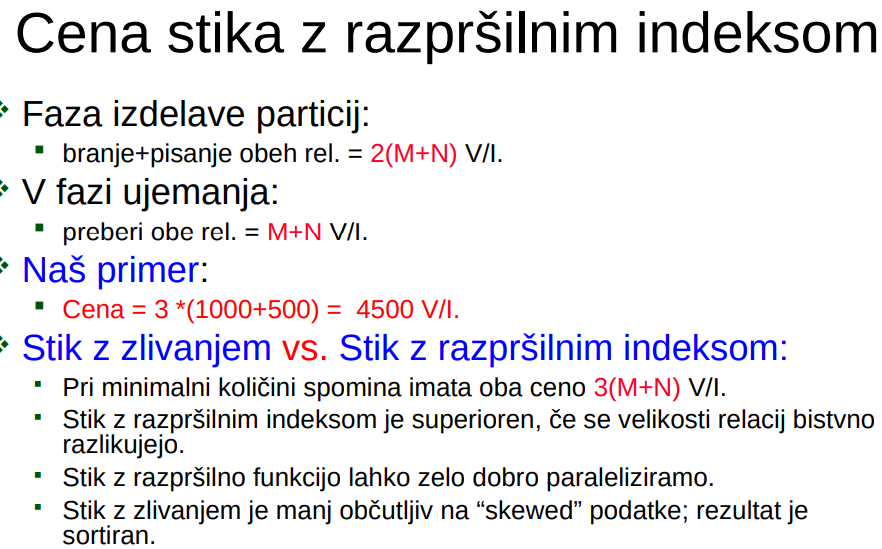 Cena stika z razpršilnim indeksom
Faza izdelave particij:
branje+pisanje obeh rel. = 2(M+N) V/I.
V fazi ujemanja:
preberi obe rel. = M+N V/I.
Naš primer:
Cena = 3 *(1000+500) = 4500 V/I.
Stik z zlivanjem vs. Stik z razpršilnim indeksom:
Pri minimalni količini spomina imata oba ceno 3(M+N) V/I.
Stik z razpršilnim indeksom je superioren, če se velikosti relacij bistvno
razlikujejo.
Stik z razpršilno funkcijo lahko zelo dobro paraleliziramo.
Stik z zlivanjem je manj občutljiv na “skewed” podatke; rezultat je
sortiran.